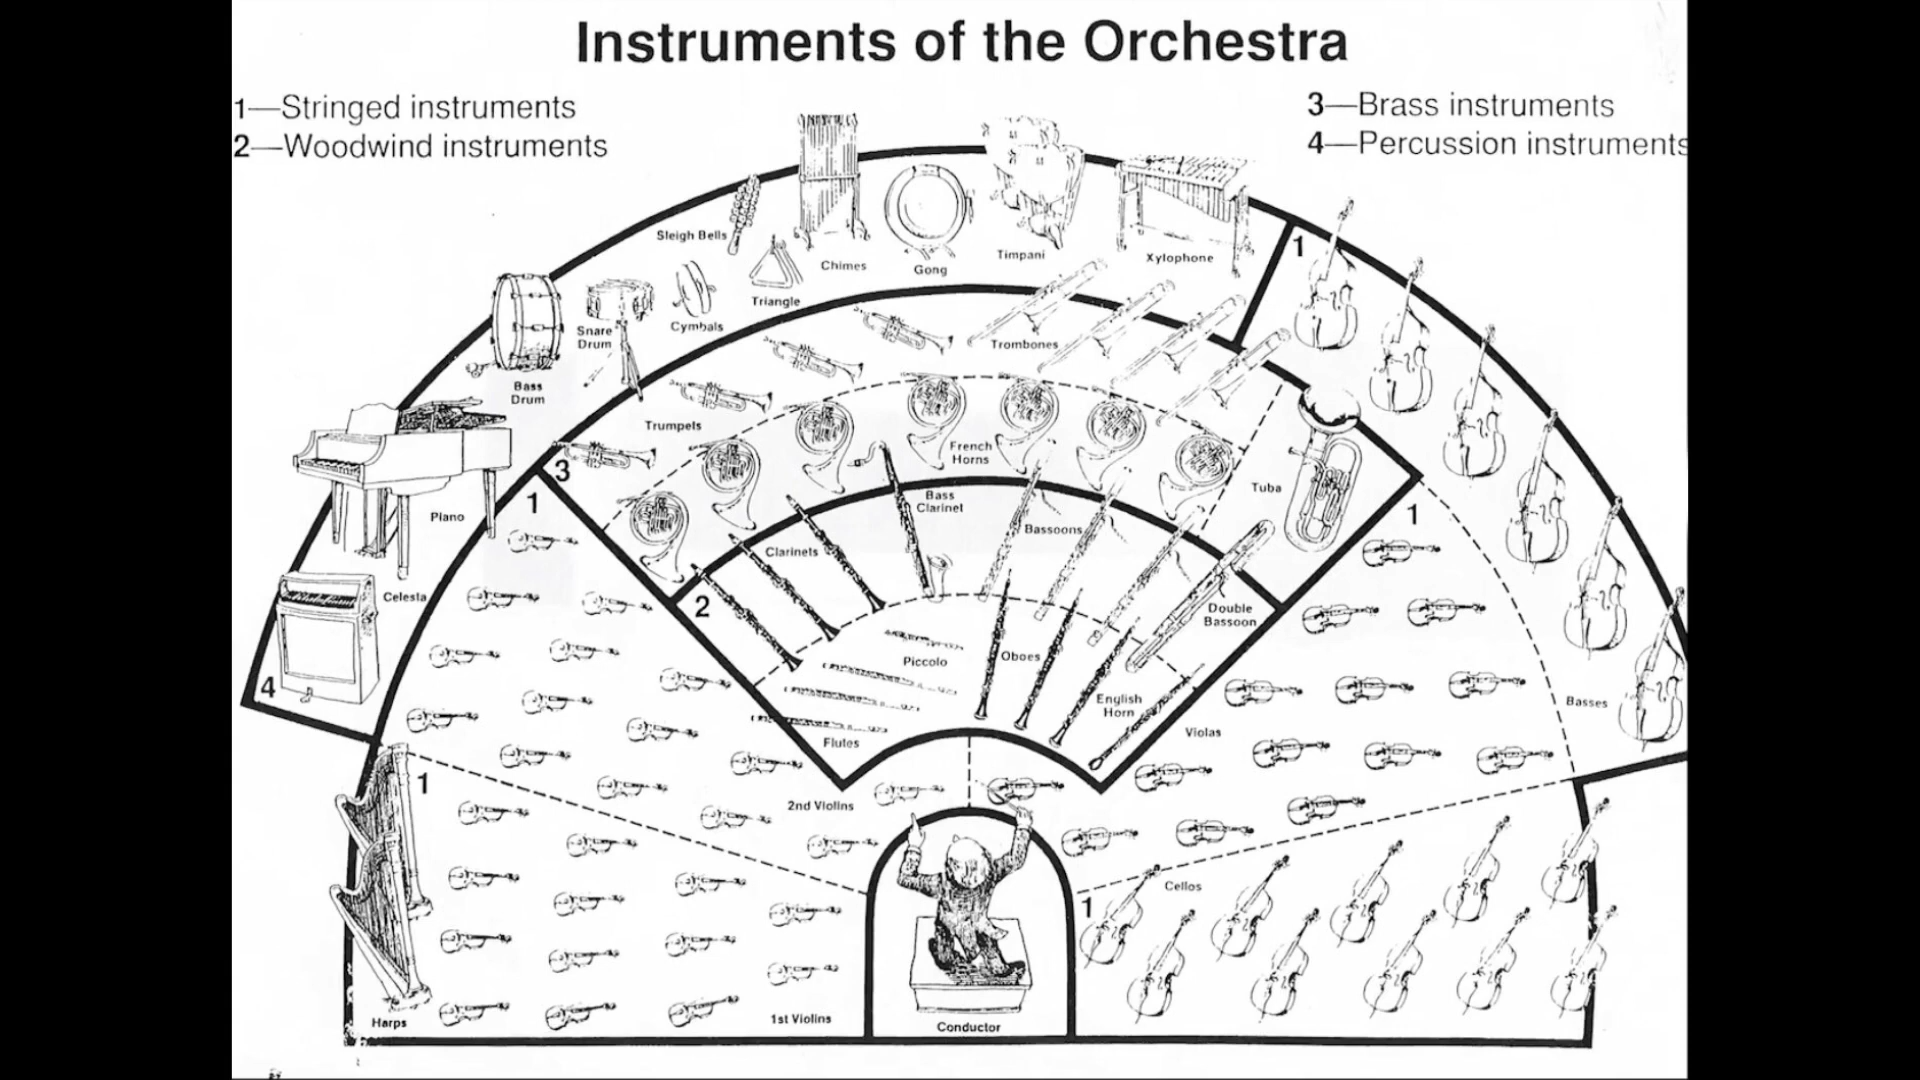 Instruments of the Orchestra
1—Stringed instruments
2—Woodwind instruments
3—Brass instruments
4—Percussion instruments
Sleigh Bells
Chimes
Gong
Timpani
Xylophone
1
Triangle
Cymbals
Snare
Drum
Bass
Drum
Trombones
Trumpets
French
Horns
3
Tuba
1
1
Piano
Bass
Clarinet
Bassoons
Clarinets
Celesta
2
Double
Bassoon
Piccolo
Oboes
4
English
Horn
Basses
Flutes
Violas
1
2nd Violins
Cellos
1
Harps
1st Violins
Conductor